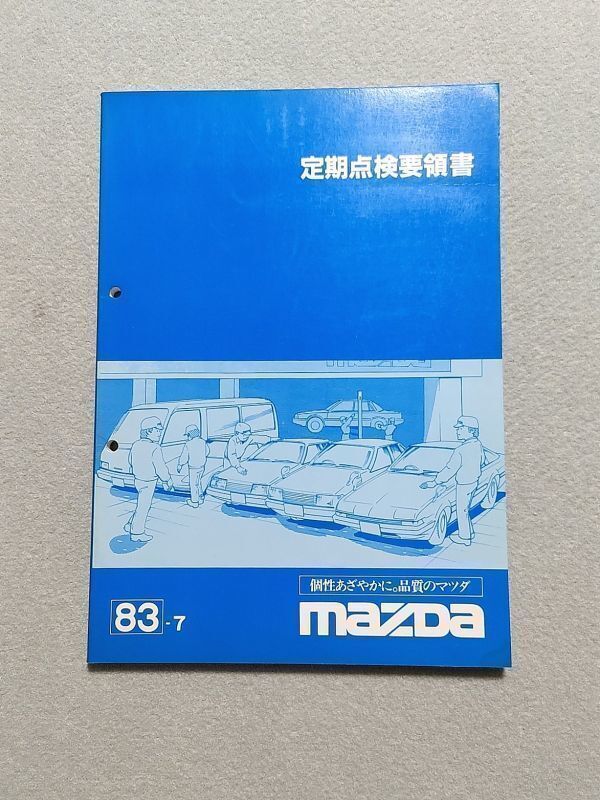 定期点検要領書
個性あざやかに。品質のマツダ
83-7
mazda